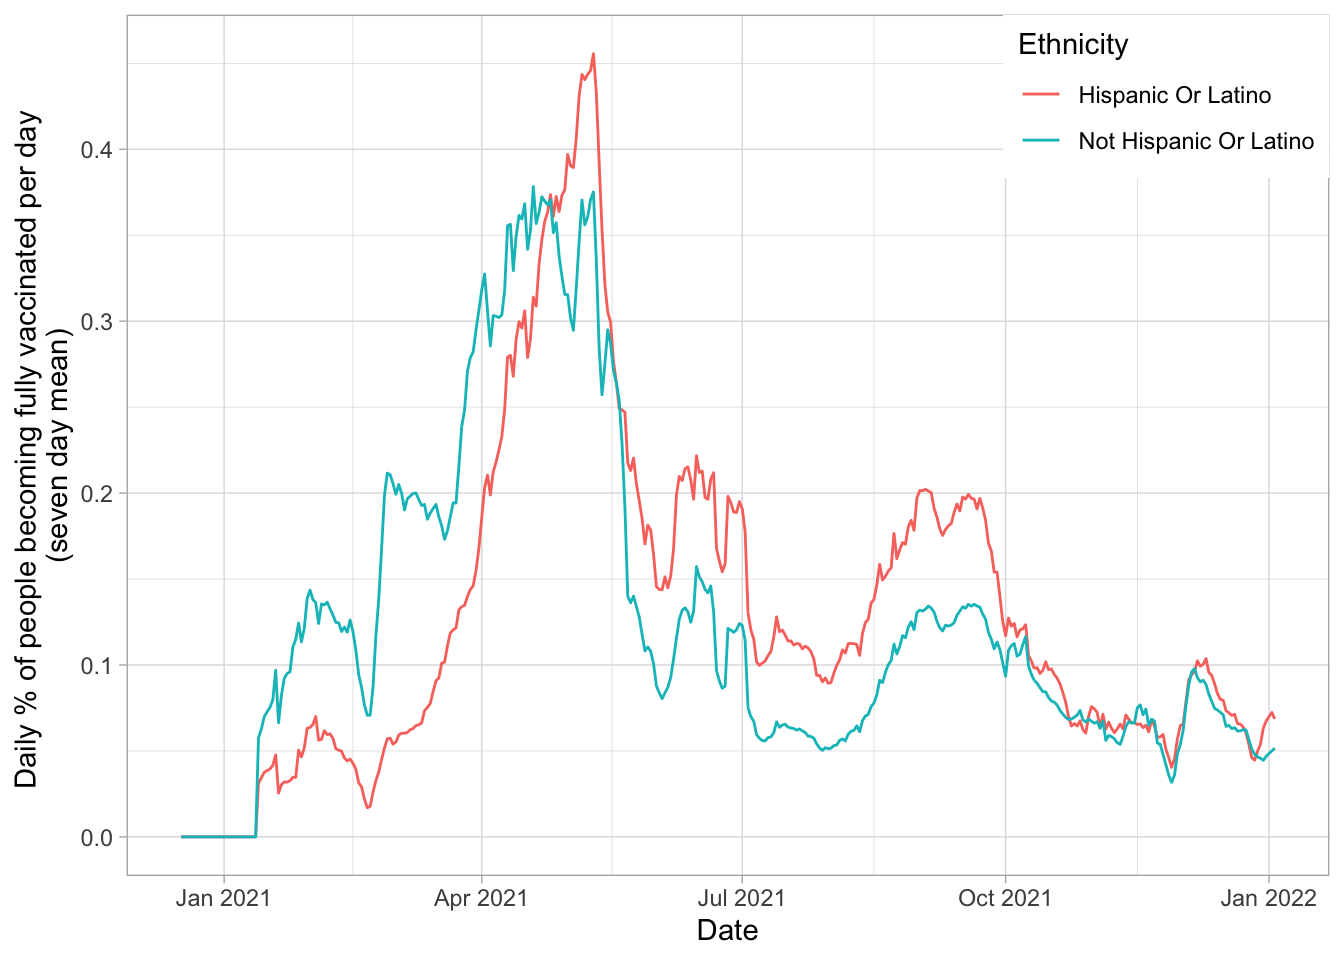 Ethnicity
Hispanic Or Latino
Not Hispanic Or Latino
Daily % of people becoming fully vaccinated per day
(seven day mean)
0.4
0.3
0.2
0.1
0.0
Jan 2021
Apr 2021
Jul 2021
Oct 2021
Jan 2022
Date